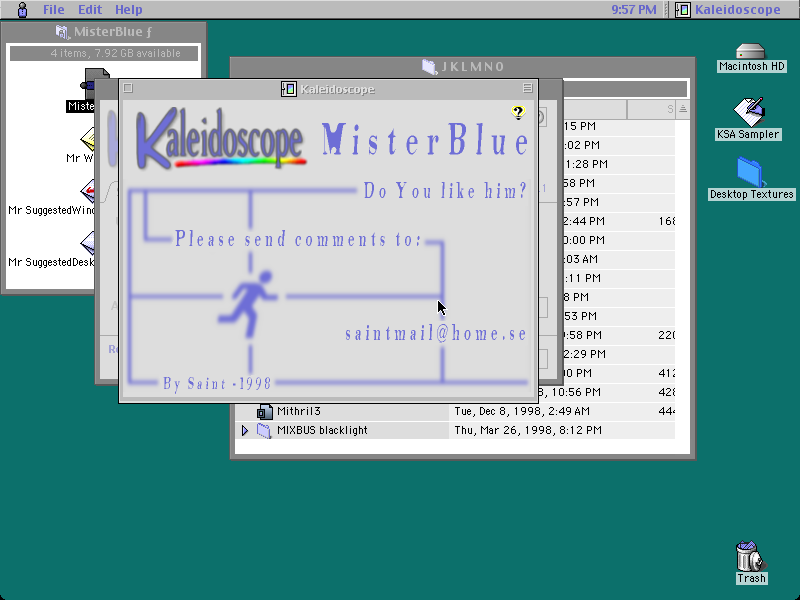 File Edit Help
9:57 PM
Kaleidoscope
MisterBlue ƒ
4 items, 7.92 GB available
Mr SuggestedWind
Mr SuggestedDesk
JKLMNO
Kaleidoscope
Kaleidoscope MisterBlue
?
Do You like him?
Please send comments to:
saintmail@home.se
By Saint -1998
S
:15 PM
:02 PM
1:28 PM
:58 PM
:57 PM
2:44 PM 168
0:00 PM
:03 AM
:11 PM
8 PM
:53 PM
9:58 PM 220
2:29 PM
:00 PM 412
8, 10:56 PM 428
Mithril3 Tue, Dec 8, 1998, 2:49 AM 444
MIXBUS blacklight Thu, Mar 26, 1998, 8:12 PM
Macintosh HD
KSA Sampler
Desktop Textures
Trash